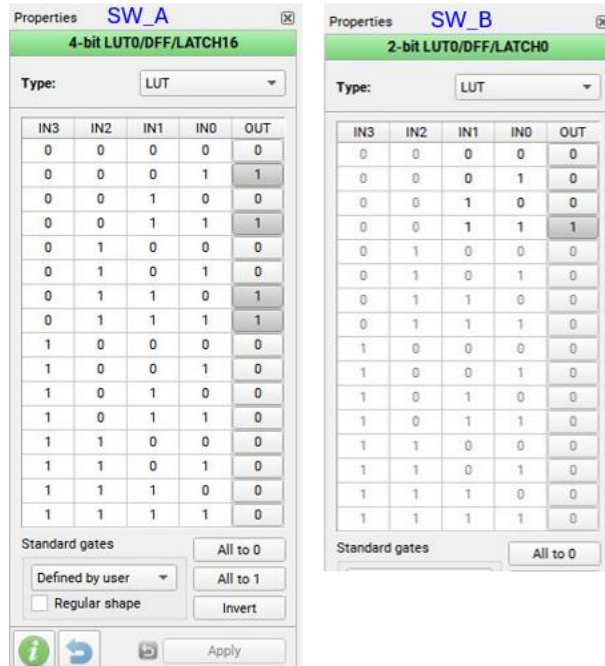 Properties SW_A
4-bit LUT0/DFF/LATCH16
Type: LUT
IN3 IN2 IN1 IN0 OUT
0 0 0 0 0
0 0 0 1 1
0 0 1 0 0
0 0 1 1 1
0 1 0 0 0
0 1 0 1 0
0 1 1 0 1
0 1 1 1 1
1 0 0 0 0
1 0 0 1 0
1 0 1 0 0
1 0 1 1 0
1 1 0 0 0
1 1 0 1 0
1 1 1 0 0
1 1 1 1 0
Standard gates
All to 0
Defined by user
All to 1
Regular shape
Invert
Apply
Properties SW_B
2-bit LUT0/DFF/LATCH0
Type: LUT
IN3 IN2 IN1 IN0 OUT
0 0 0 0 0
0 0 0 1 0
0 0 1 0 0
0 0 1 1 1
0 1 0 0 0
0 1 0 1 0
0 1 1 0 0
0 1 1 1 0
1 0 0 0 0
1 0 0 1 0
1 0 1 0 0
1 0 1 1 0
1 1 0 0 0
1 1 0 1 0
1 1 1 0 0
1 1 1 1 0
Standard gates
All to 0